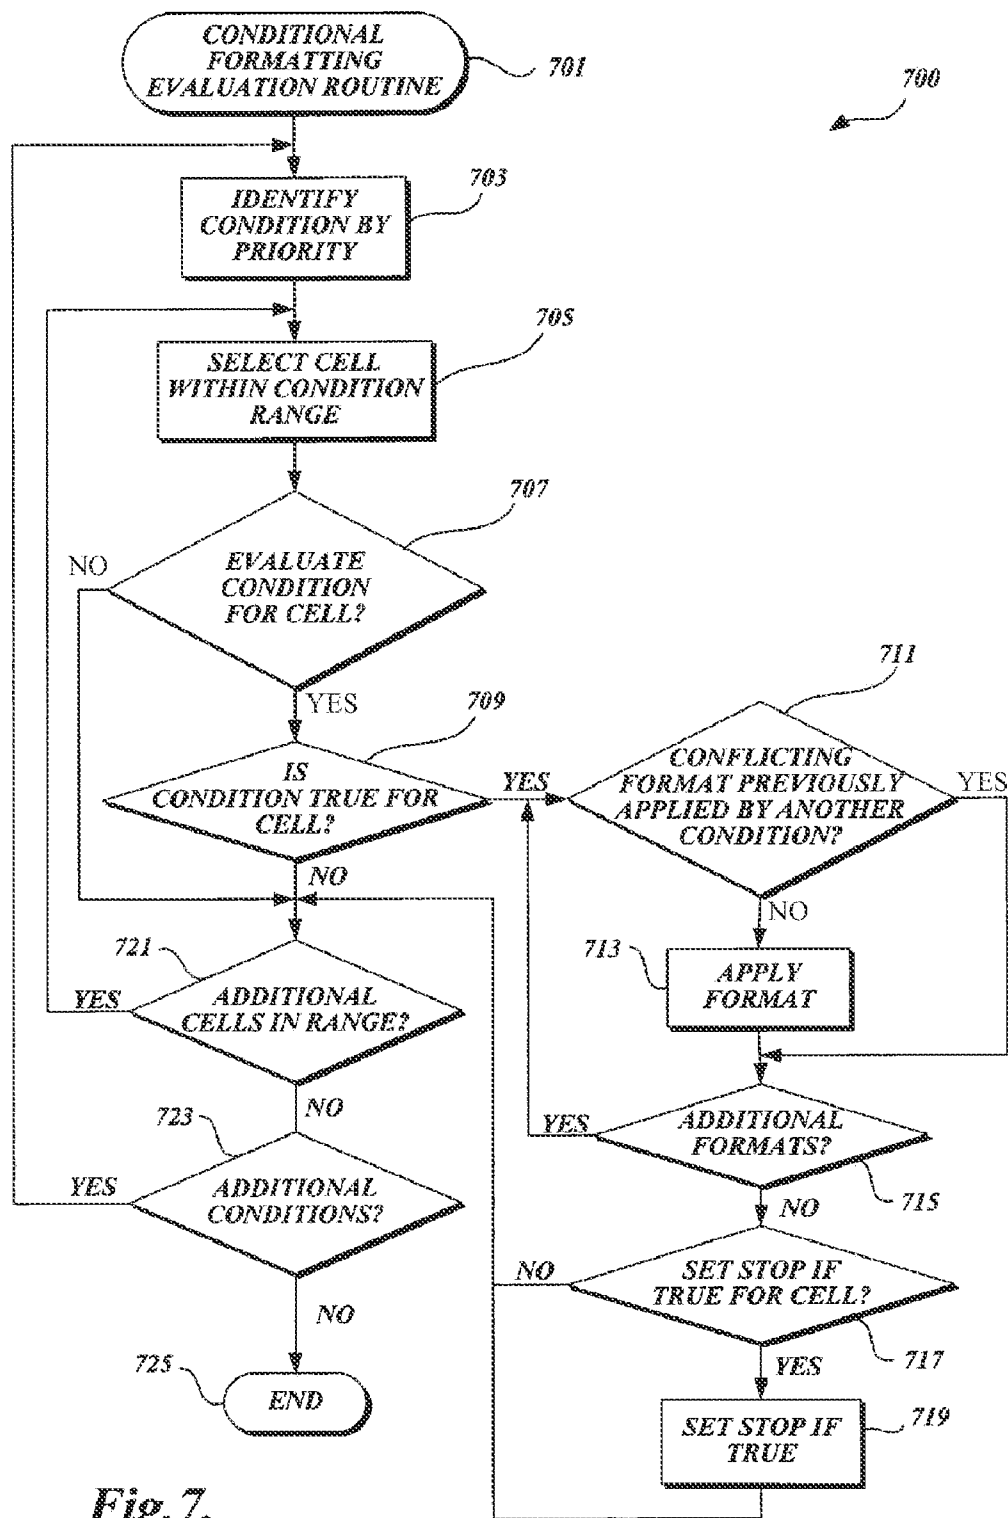 CONDITIONAL
FORMATTING
EVALUATION ROUTINE
701
700
IDENTIFY
CONDITION BY
PRIORITY
703
SELECT CELL
WITHIN CONDITION
RANGE
705
EVALUATE
CONDITION
FOR CELL?
707
NO
YES
IS
CONDITION TRUE FOR
CELL?
709
YES
NO
CONFLICTING
FORMAT PREVIOUSLY
APPLIED BY ANOTHER
CONDITION?
711
YES
NO
APPLY
FORMAT
713
ADDITIONAL
FORMATS?
715
YES
NO
SET STOP IF
TRUE FOR CELL?
717
NO
YES
SET STOP IF
TRUE
719
ADDITIONAL
CELLS IN RANGE?
721
YES
NO
ADDITIONAL
CONDITIONS?
723
YES
NO
END
725
Fig. 7.